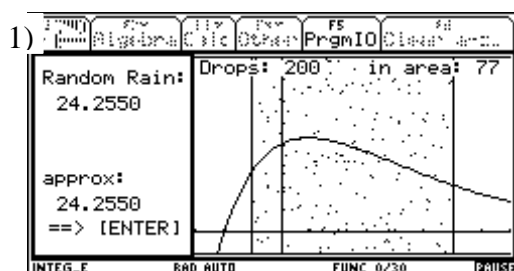 1)
Algebra Calc Other PrgmIO Clear a-z…
F5
Random Rain:
24.2550
Drops: 200 in area: 77
approx:
24.2550
==> [ENTER]
INTEG_E RAD AUTO FUNC 0/30 PAUSE